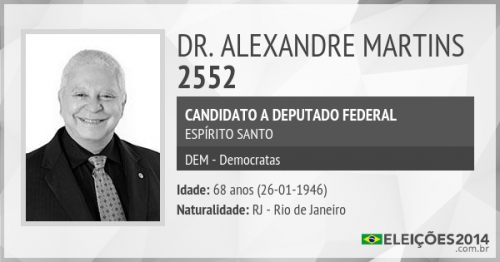 DR. ALEXANDRE MARTINS
2552
CANDIDATO A DEPUTADO FEDERAL
ESPÍRITO SANTO
DEM - Democratas
Idade: 68 anos (26-01-1946)
Naturalidade: RJ - Rio de Janeiro
ELEIÇÕES2014
.com.br